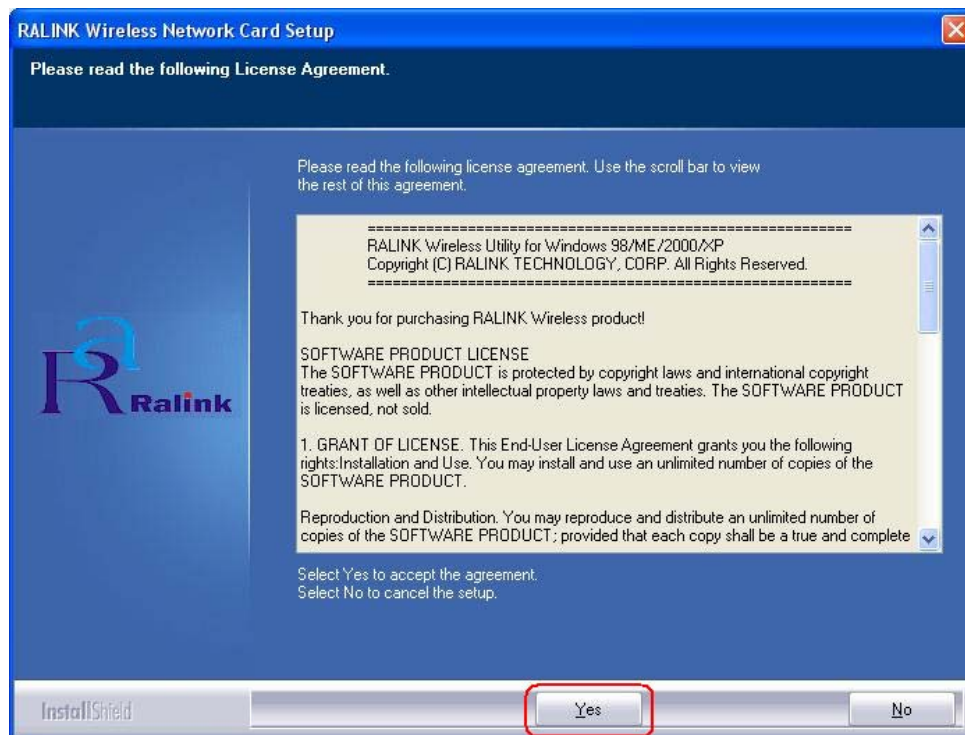 RALINK Wireless Network Card Setup
Please read the following License Agreement.
Please read the following license agreement. Use the scroll bar to view
the rest of this agreement.
==========================================================
RALINK Wireless Utility for Windows 98/ME/2000/XP
Copyright (C) RALINK TECHNOLOGY, CORP. All Rights Reserved.
==========================================================
Thank you for purchasing RALINK Wireless product!
SOFTWARE PRODUCT LICENSE
The SOFTWARE PRODUCT is protected by copyright laws and international copyright
treaties, as well as other intellectual property laws and treaties. The SOFTWARE PRODUCT
is licensed, not sold.
1. GRANT OF LICENSE. This End-User License Agreement grants you the following
rights:Installation and Use. You may install and use an unlimited number of copies of the
SOFTWARE PRODUCT.
Reproduction and Distribution. You may reproduce and distribute an unlimited number of
copies of the SOFTWARE PRODUCT; provided that each copy shall be a true and complete
Ra Ralink
Select Yes to accept the agreement.
Select No to cancel the setup.
InstallShield
Yes
No